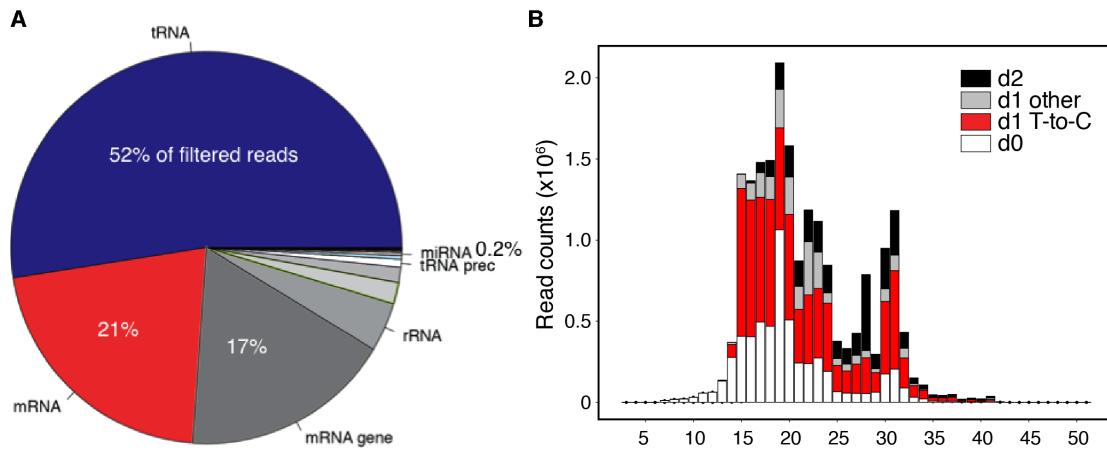 A
tRNA
52% of filtered reads
miRNA 0.2%
tRNA prec
rRNA
21%
17%
mRNA
mRNA gene
B
Read counts (x10⁶)
2.0
1.5
1.0
0.5
0
d2
d1 other
d1 T-to-C
d0
5 10 15 20 25 30 35 40 45 50